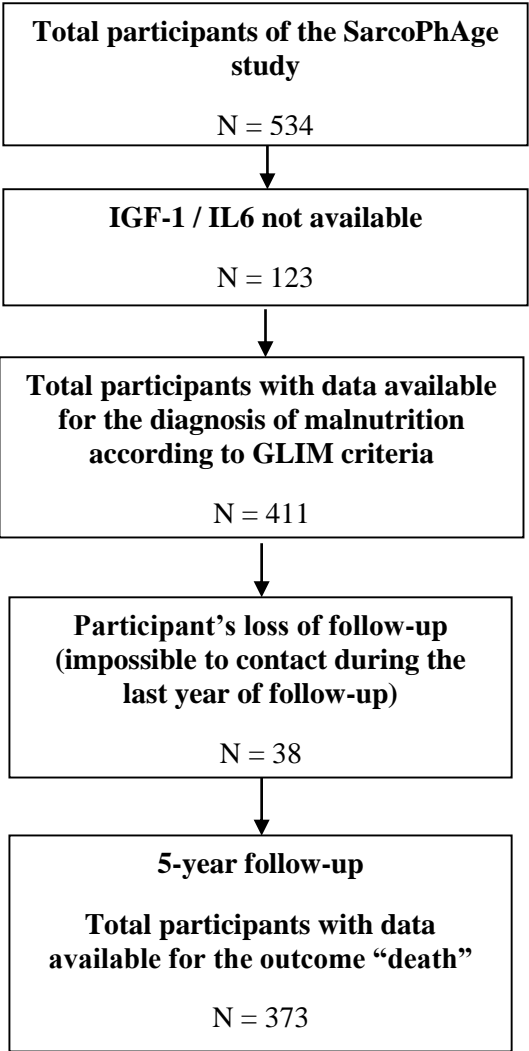 Total participants of the SarcoPhAge
study
N = 534
IGF-1 / IL6 not available
N = 123
Total participants with data available
for the diagnosis of malnutrition
according to GLIM criteria
N = 411
Participant’s loss of follow-up
(impossible to contact during the
last year of follow-up)
N = 38
5-year follow-up
Total participants with data
available for the outcome “death”
N = 373